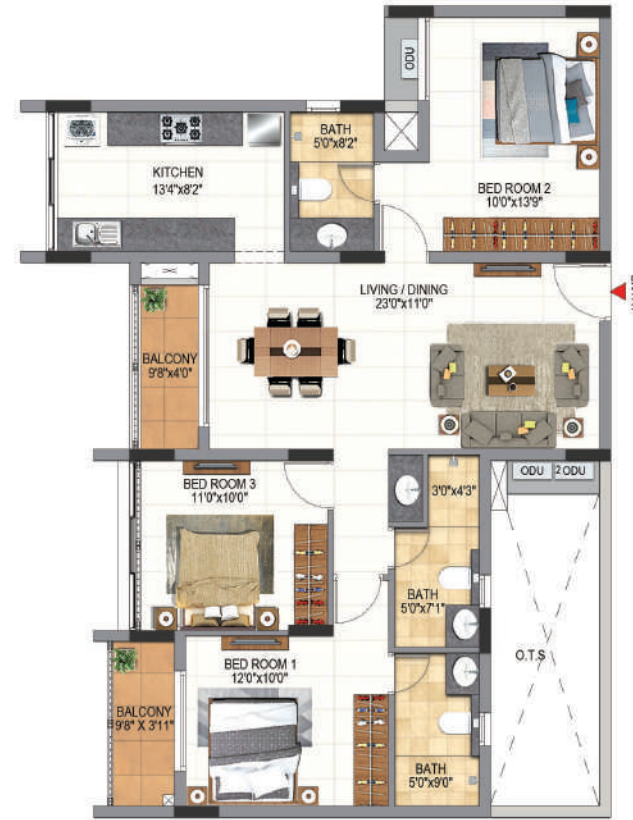 ODU
BATH
5'0"x8'2"
KITCHEN
13'4"x8'2"
BED ROOM 2
10'0"x13'9"
LIVING / DINING
23'0"x11'0"
BALCONY
9'8"x4'0"
BED ROOM 3
11'0"x10'0"
3'0"x4'3"
ODU
2 ODU
BATH
5'0"x7'1"
O.T.S
BED ROOM 1
12'0"x10'0"
BALCONY
9'8" X 3'11"
BATH
5'0"x9'0"